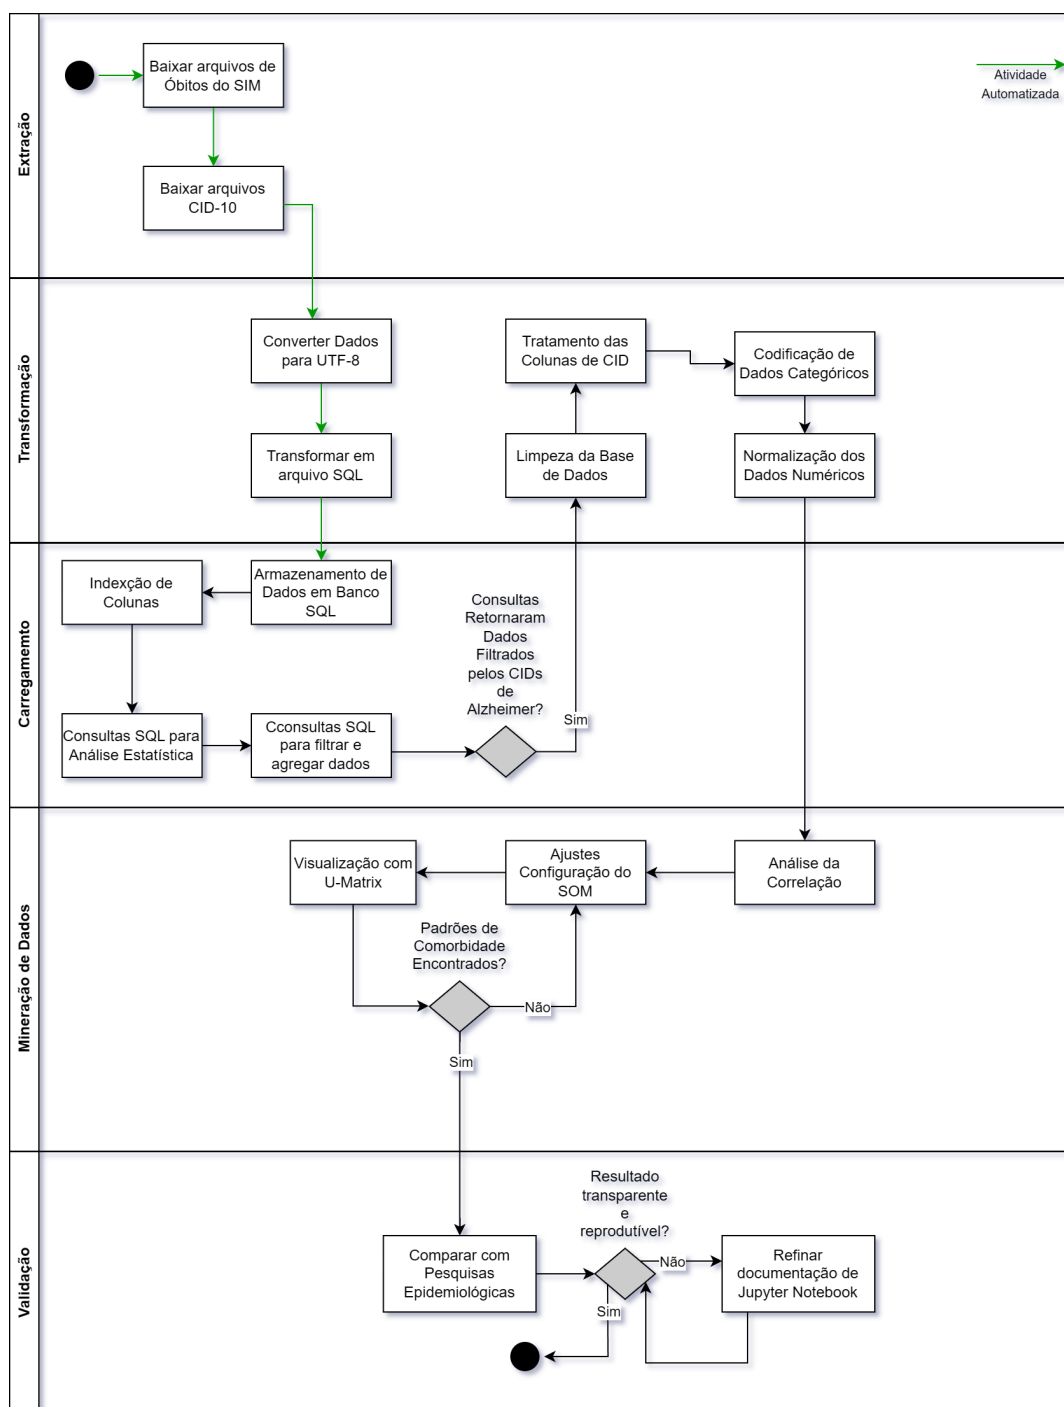 Extração
Baixar arquivos de
Óbitos do SIM
Atividade
Automatizada
Baixar arquivos
CID-10
Transformação
Converter Dados
para UTF-8
Tratamento das
Colunas de CID
Codificação de
Dados Categóricos
Transformar em
arquivo SQL
Limpeza da Base
de Dados
Normalização dos
Dados Numéricos
Carregamemto
Indexção de
Colunas
Armazenamento de
Dados em Banco
SQL
Consultas
Retornaram
Dados
Filtrados
pelos CIDs
de
Alzheimer?
Sim
Consultas SQL para
Análise Estatística
Cconsultas SQL
para filtrar e
agregar dados
Mineração de Dados
Visualização com
U-Matrix
Ajustes
Configuração do
SOM
Análise da
Correlação
Padrões de
Comorbidade
Encontrados?
Não
Sim
Validação
Resultado
transparente
e
reprodutível?
Comparar com
Pesquisas
Epidemiológicas
Não
Refinar
documentação de
Jupyter Notebook
Sim